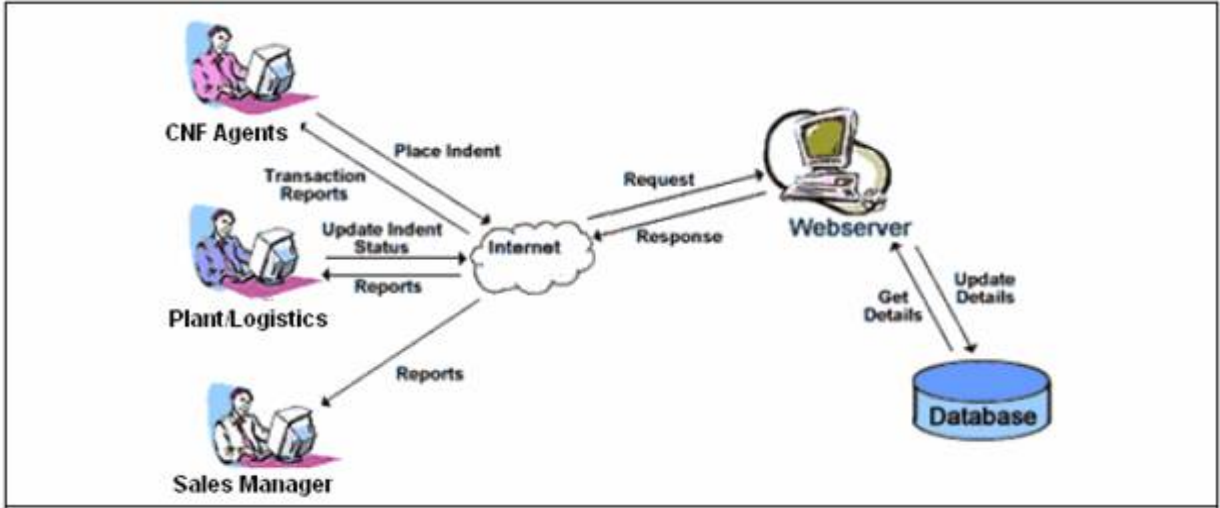 CNF Agents
Place Indent
Transaction
Reports
Update Indent
Status
Reports
Plant/Logistics
Reports
Sales Manager
Internet
Request
Response
Webserver
Get
Details
Update
Details
Database